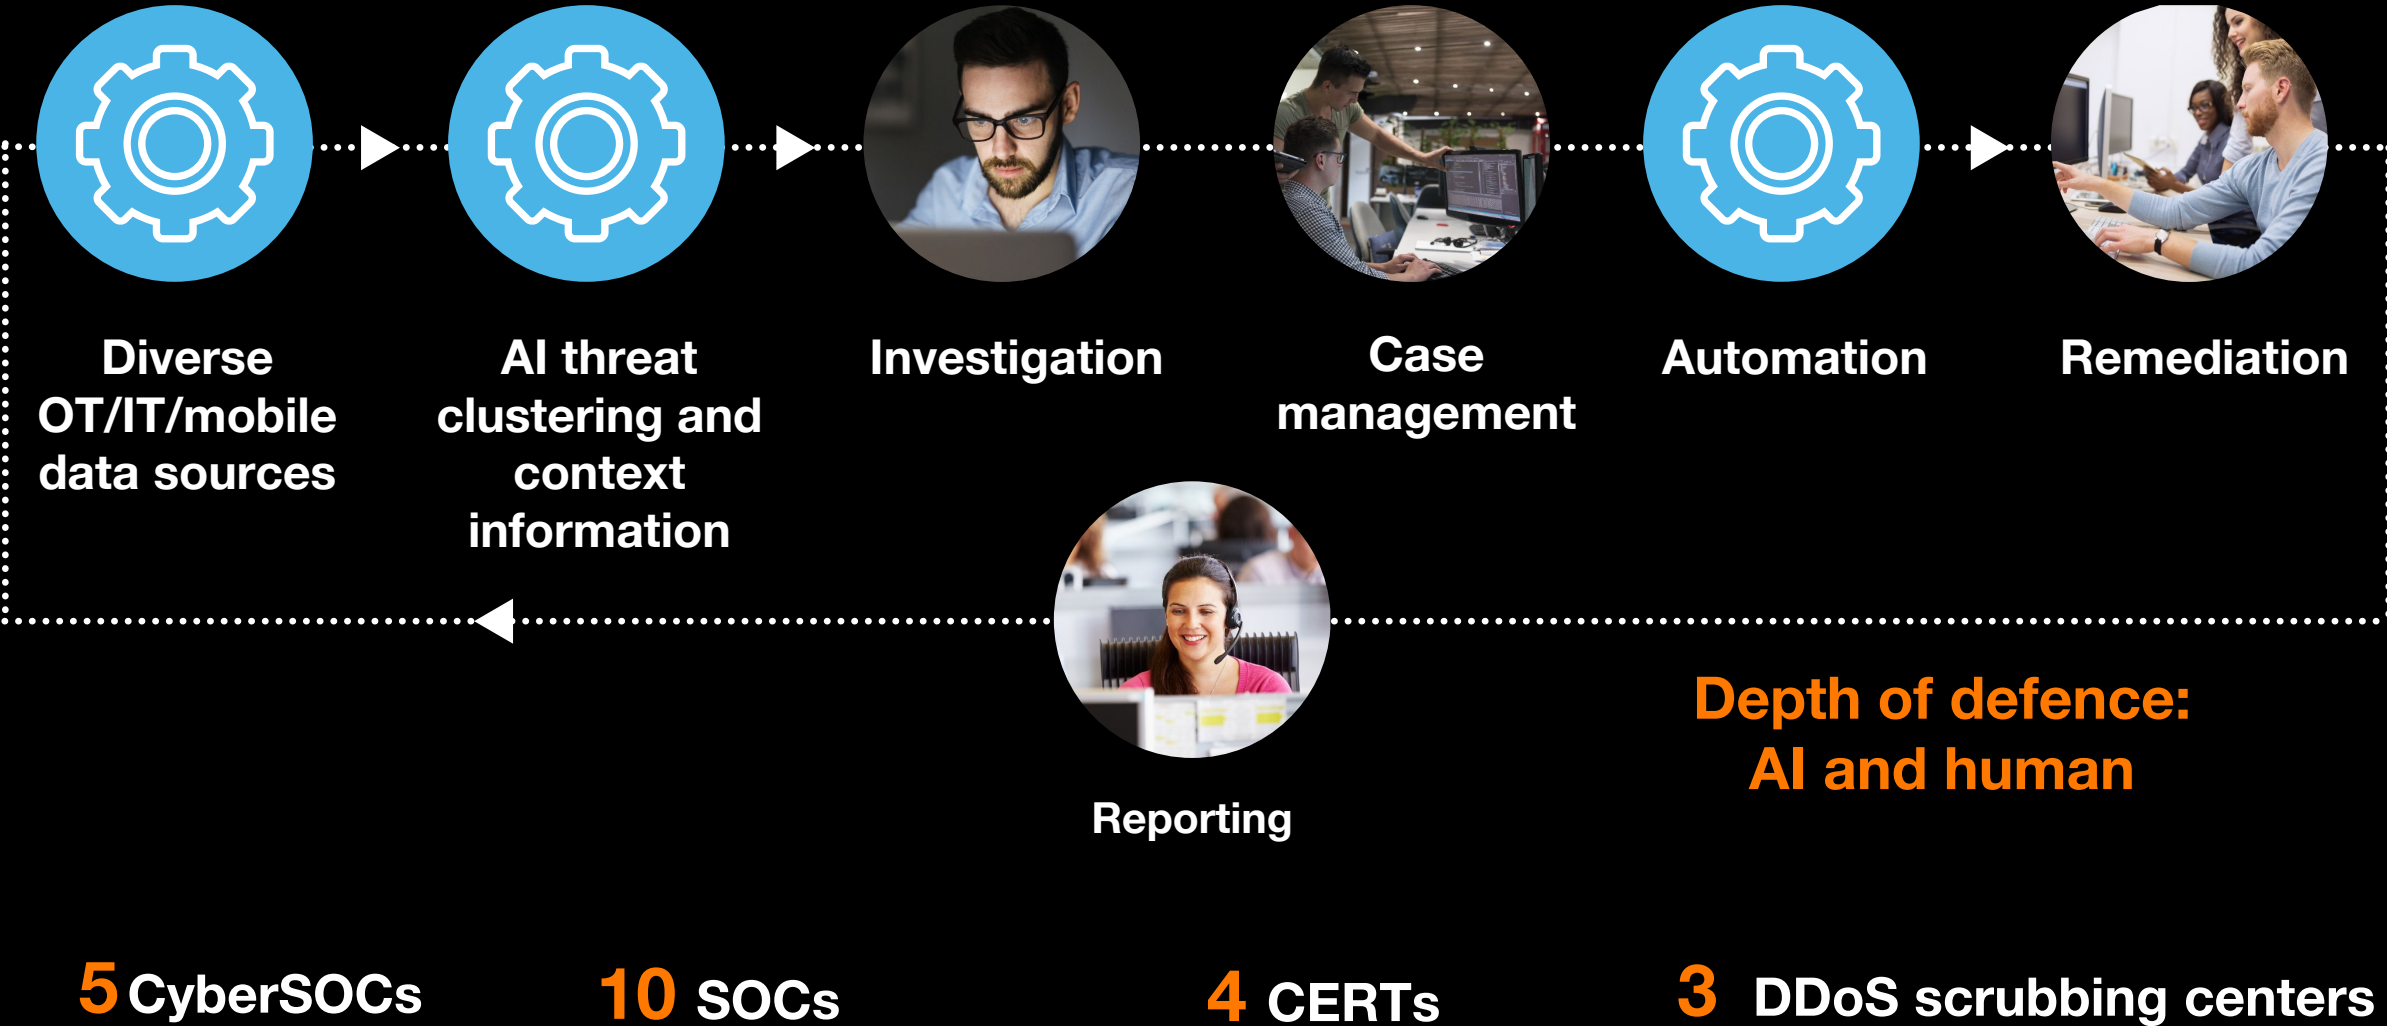 Diverse
OT/IT/mobile
data sources
AI threat
clustering and
context
information
Investigation
Case
management
Automation
Remediation
Reporting
Depth of defence:
AI and human
5 CyberSOCs
10 SOCs
4 CERTs
3 DDoS scrubbing centers